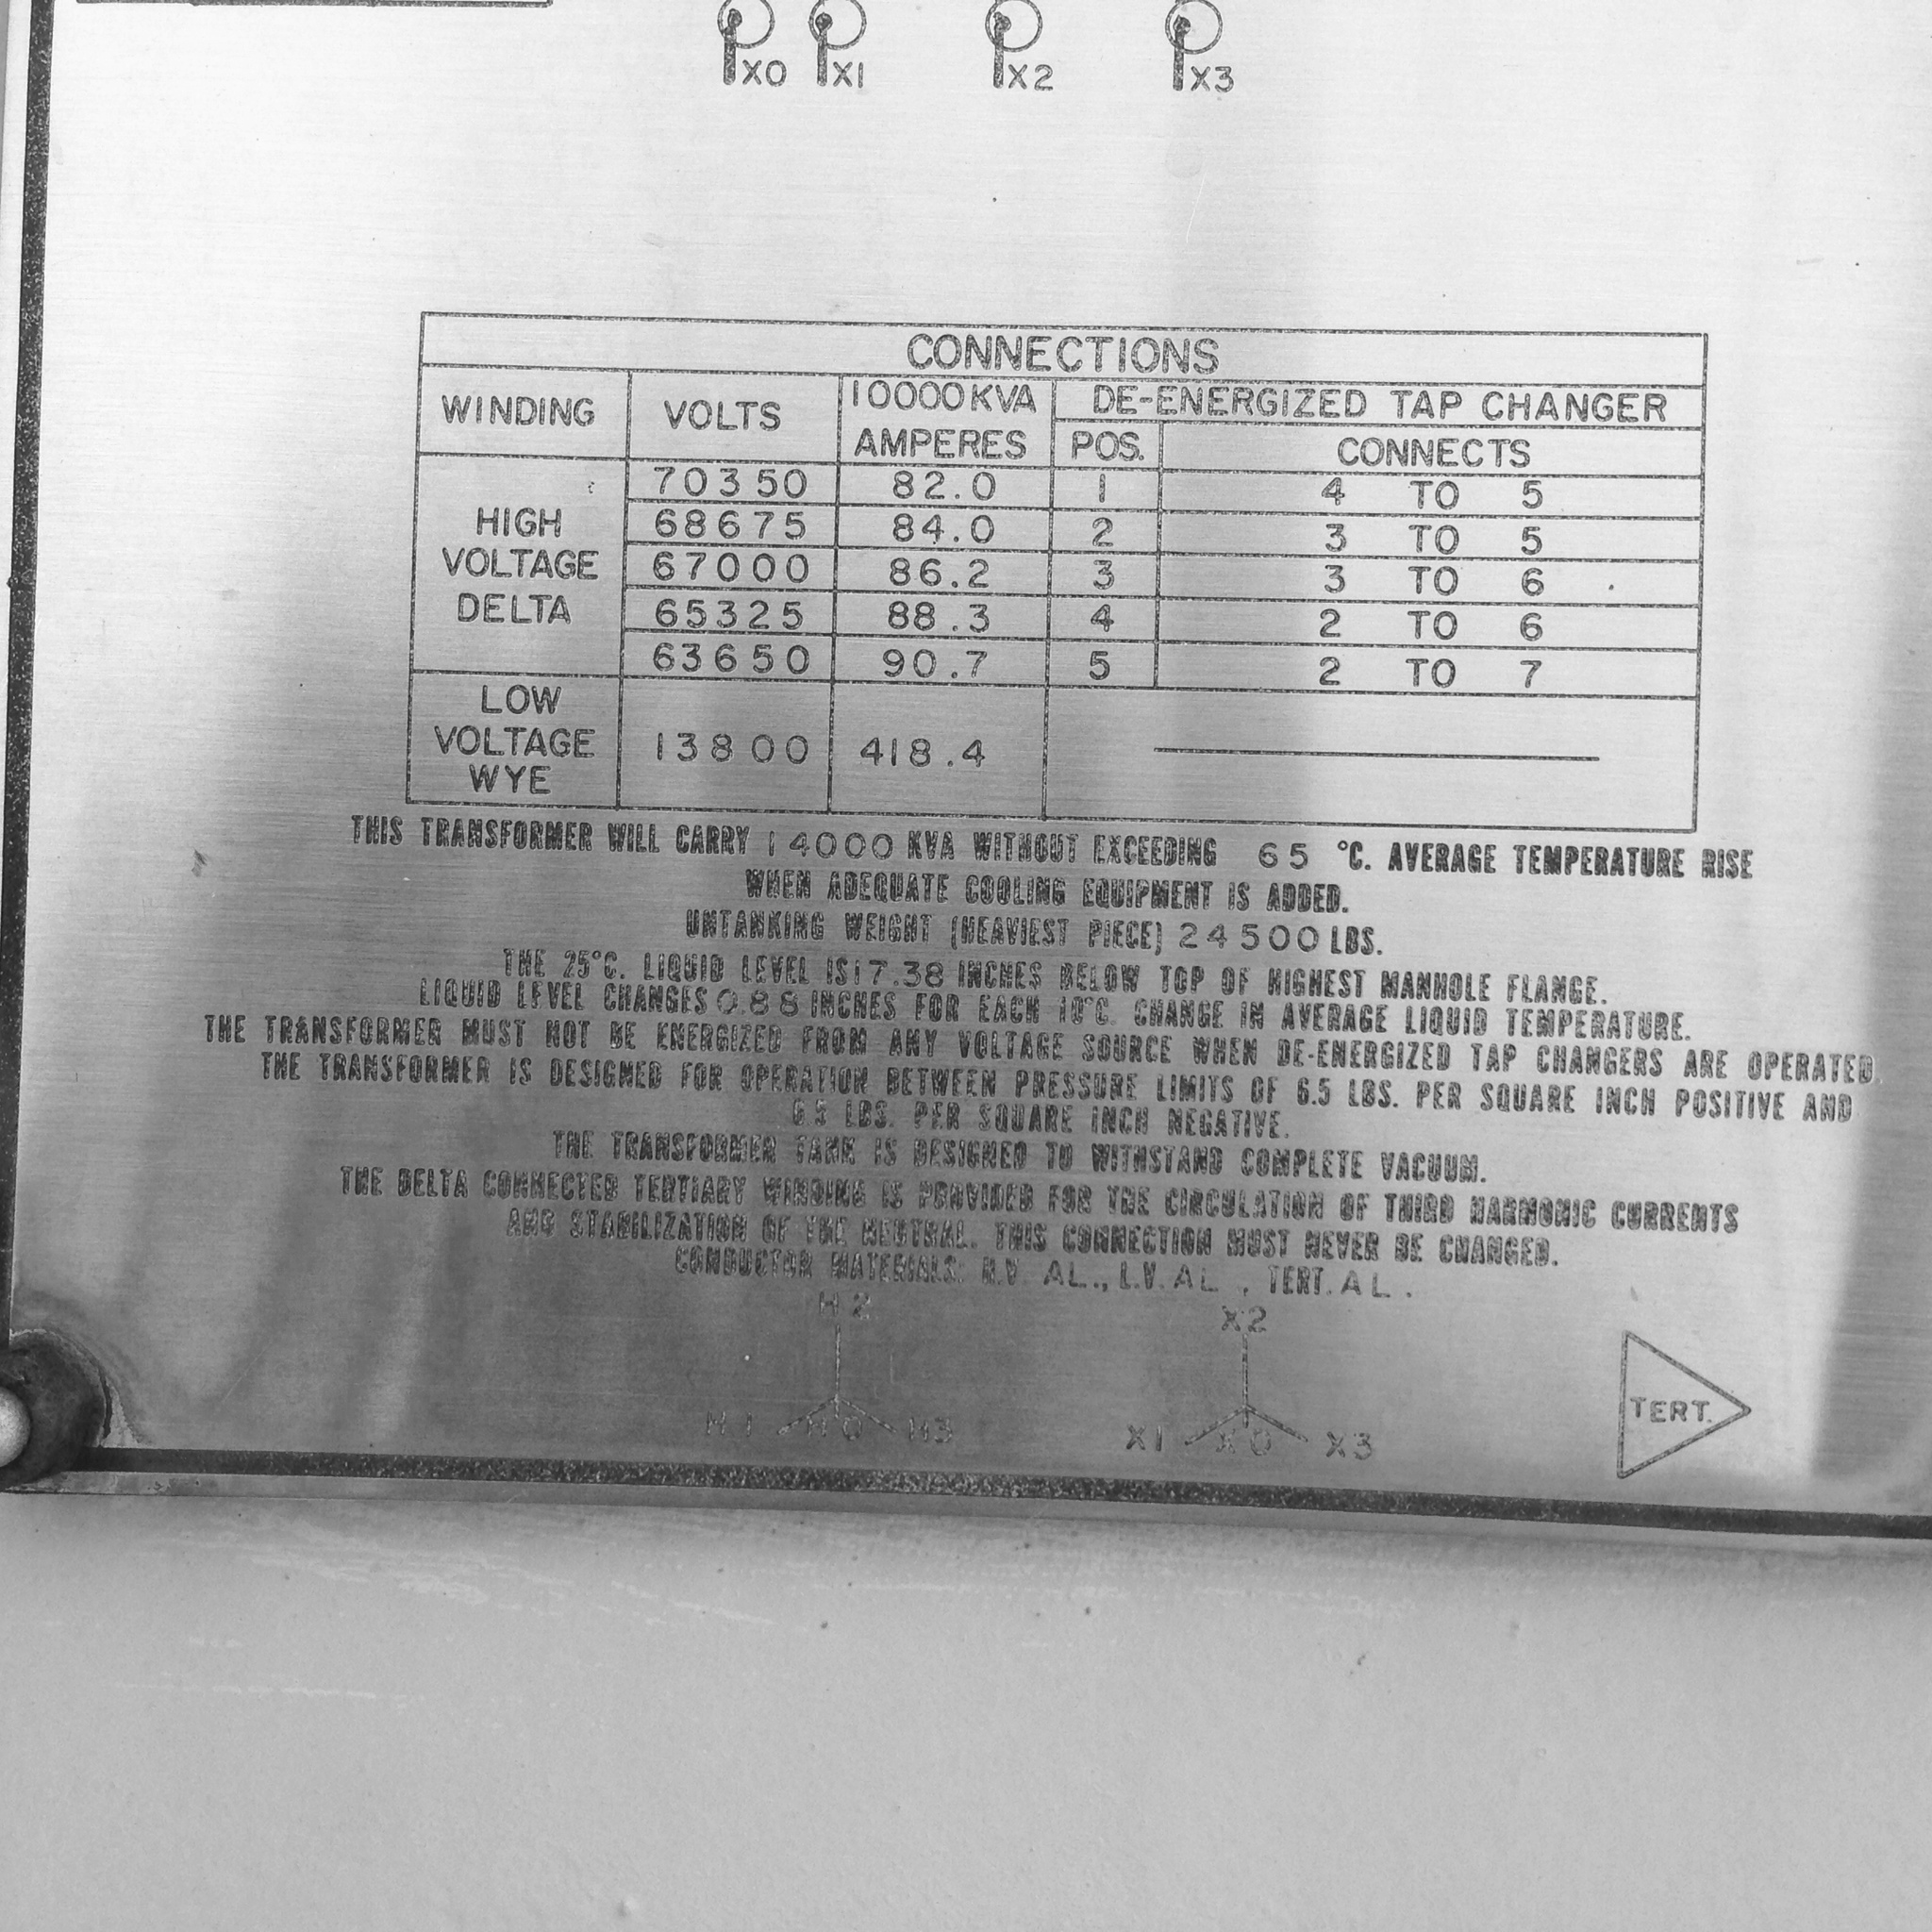 X0 X1 X2 X3
CONNECTIONS
WINDING VOLTS 10000 KVA AMPERES DE-ENERGIZED TAP CHANGER
POS. CONNECTS
HIGH VOLTAGE DELTA
70350 82.0 1 4 TO 5
68675 84.0 2 3 TO 5
67000 86.2 3 3 TO 6
65325 88.3 4 2 TO 6
63650 90.7 5 2 TO 7
LOW VOLTAGE WYE 13800 418.4
THIS TRANSFORMER WILL CARRY 14000 KVA WITHOUT EXCEEDING 65 °C. AVERAGE TEMPERATURE RISE
WHEN ADEQUATE COOLING EQUIPMENT IS ADDED.
UNTANKING WEIGHT (HEAVIEST PIECE) 24500 LBS.
THE 25°C. LIQUID LEVEL IS 17.38 INCHES BELOW TOP OF HIGHEST MANHOLE FLANGE.
LIQUID LEVEL CHANGES 0.88 INCHES FOR EACH 10°C. CHANGE IN AVERAGE LIQUID TEMPERATURE.
THE TRANSFORMER MUST NOT BE ENERGIZED FROM ANY VOLTAGE SOURCE WHEN DE-ENERGIZED TAP CHANGERS ARE OPERATED.
THE TRANSFORMER IS DESIGNED FOR OPERATION BETWEEN PRESSURE LIMITS OF 6.5 LBS. PER SQUARE INCH POSITIVE AND
6.5 LBS. PER SQUARE INCH NEGATIVE.
THE TRANSFORMER TANK IS DESIGNED TO WITHSTAND COMPLETE VACUUM.
THE DELTA CONNECTED TERTIARY WINDING IS PROVIDED FOR THE CIRCULATION OF THIRD HARMONIC CURRENTS
AND STABILIZATION OF THE NEUTRAL. THIS CONNECTION MUST NEVER BE CHANGED.
CONDUCTOR MATERIALS: H.V. AL., L.V. AL., TERT. AL.
H2 X2
H1 H0 H3 X1 X0 X3 TERT.